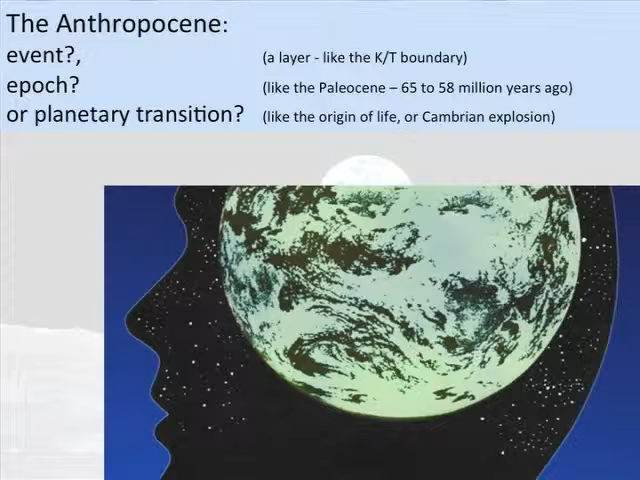 The Anthropocene:
event?, (a layer - like the K/T boundary)
epoch? (like the Paleocene – 65 to 58 million years ago)
or planetary transition? (like the origin of life, or Cambrian explosion)